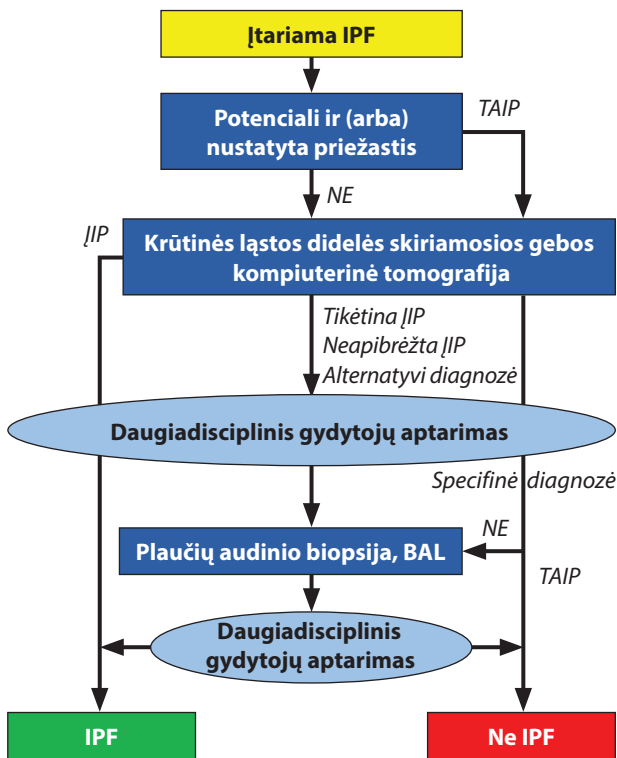 Įtariama IPF
Potenciali ir (arba)
nustatyta priežastis
TAIP
NE
ĮIP
Krūtinės ląstos didelės skiriamosios gebos
kompiuterinė tomografija
Tikėtina ĮIP
Neapibrėžta ĮIP
Alternatyvi diagnozė
Daugiadisciplinis gydytojų aptarimas
Specifinė diagnozė
NE
Plaučių audinio biopsija, BAL
TAIP
Daugiadisciplinis
gydytojų aptarimas
IPF
Ne IPF